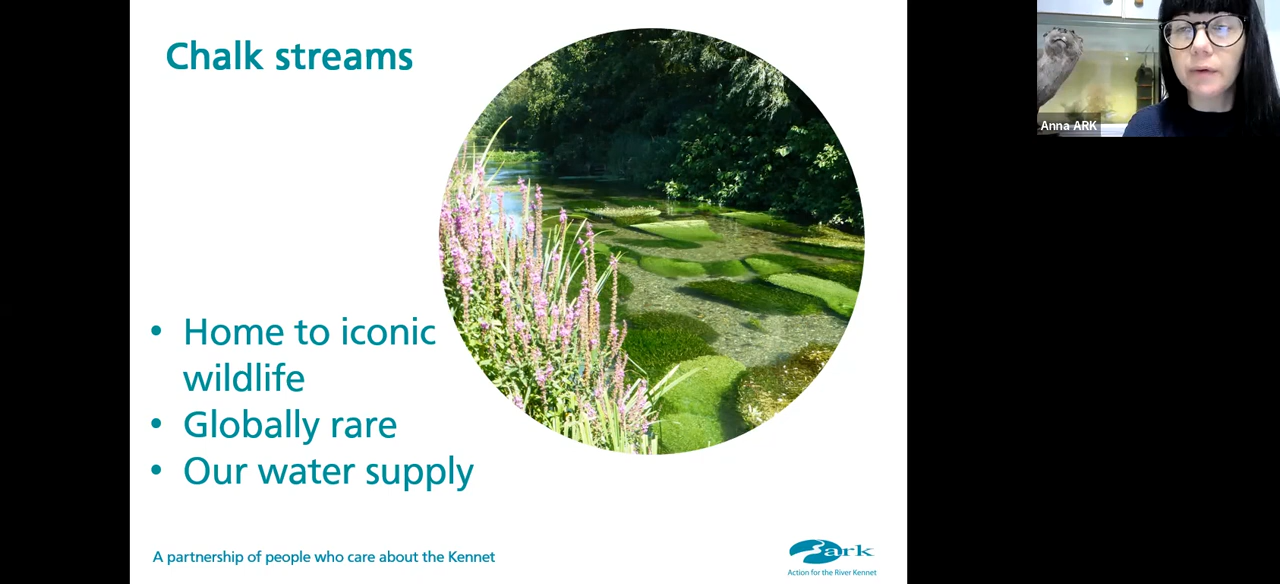 Chalk streams
Anna ARK
• Home to iconic
wildlife
• Globally rare
• Our water supply
A partnership of people who care about the Kennet
ark
Action for the River Kennet